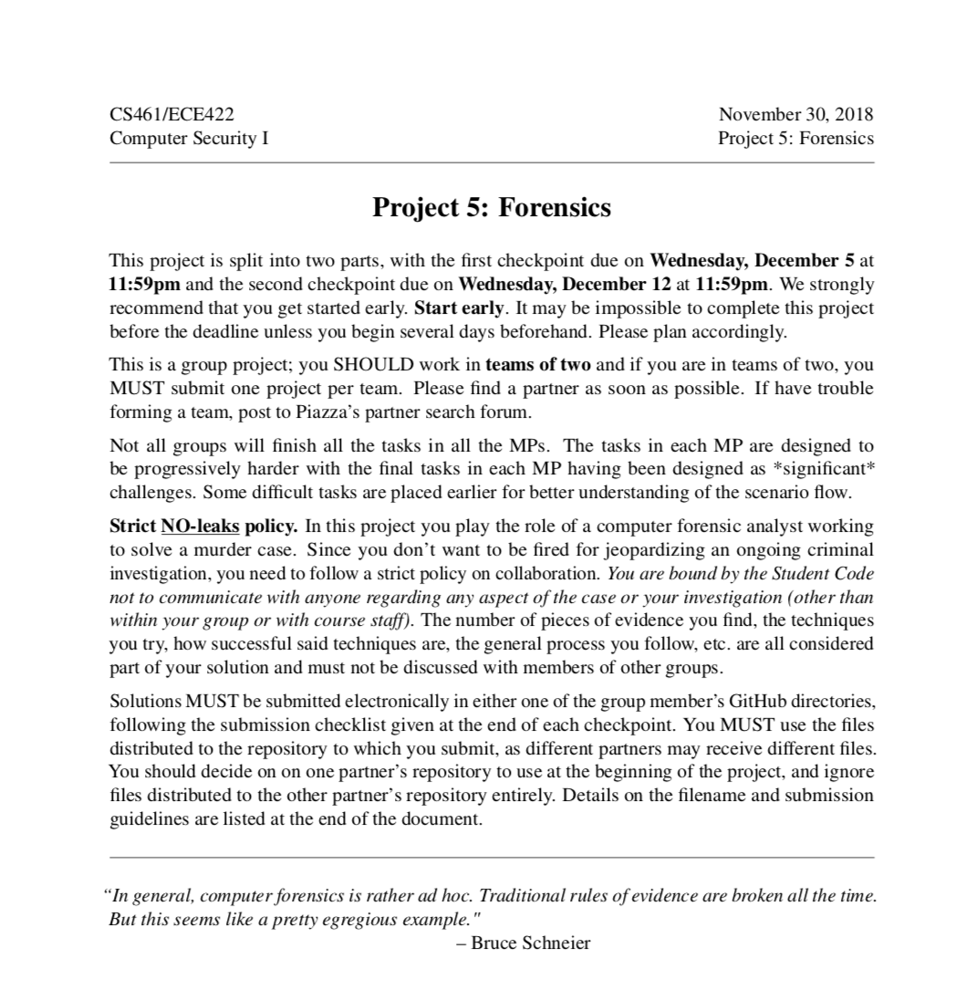 CS461/ECE422
November 30, 2018
Computer Security I
Project 5: Forensics
Project 5: Forensics
This project is split into two parts, with the first checkpoint due on Wednesday, December 5 at
11:59pm and the second checkpoint due on Wednesday, December 12 at 11:59pm. We strongly
recommend that you get started early. Start early. It may be impossible to complete this project
before the deadline unless you begin several days beforehand. Please plan accordingly.
This is a group project; you SHOULD work in teams of two and if you are in teams of two, you
MUST submit one project per team. Please find a partner as soon as possible. If have trouble
forming a team, post to Piazza's partner search forum.
Not all groups will finish all the tasks in all the MPs. The tasks in each MP are designed to
be progressively harder with the final tasks in each MP having been designed as *significant*
challenges. Some difficult tasks are placed earlier for better understanding of the scenario flow.
Strict NO-leaks policy. In this project you play the role of a computer forensic analyst working
to solve a murder case. Since you don't want to be fired for jeopardizing an ongoing criminal
investigation, you need to follow a strict policy on collaboration. You are bound by the Student Code
not to communicate with anyone regarding any aspect of the case or your investigation (other than
within your group or with course staff). The number of pieces of evidence you find, the techniques
you try, how successful said techniques are, the general process you follow, etc. are all considered
part of your solution and must not be discussed with members of other groups.
Solutions MUST be submitted electronically in either one of the group member's GitHub directories,
following the submission checklist given at the end of each checkpoint. You MUST use the files
distributed to the repository to which you submit, as different partners may receive different files.
You should decide on on one partner's repository to use at the beginning of the project, and ignore
files distributed to the other partner's repository entirely. Details on the filename and submission
guidelines are listed at the end of the document.
“In general, computer forensics is rather ad hoc. Traditional rules of evidence are broken all the time.
But this seems like a pretty egregious example."
– Bruce Schneier